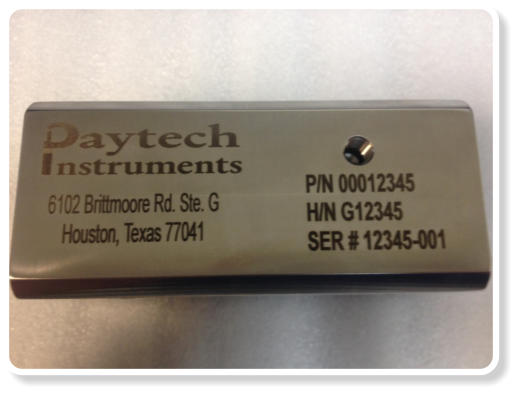 Daytech
Instruments
6102 Brittmoore Rd. Ste. G
Houston, Texas 77041
P/N 00012345
H/N G12345
SER # 12345-001